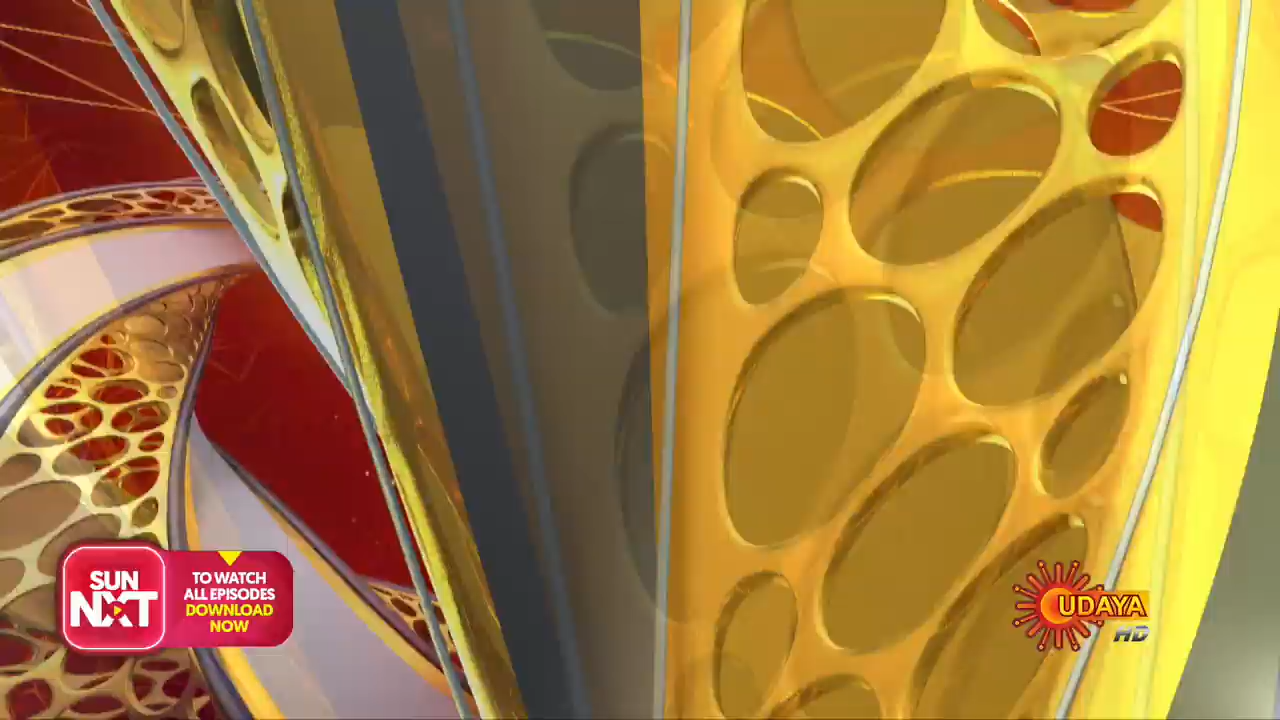 SUN
NXT
TO WATCH
ALL EPISODES
DOWNLOAD
NOW
UDAYA
HD